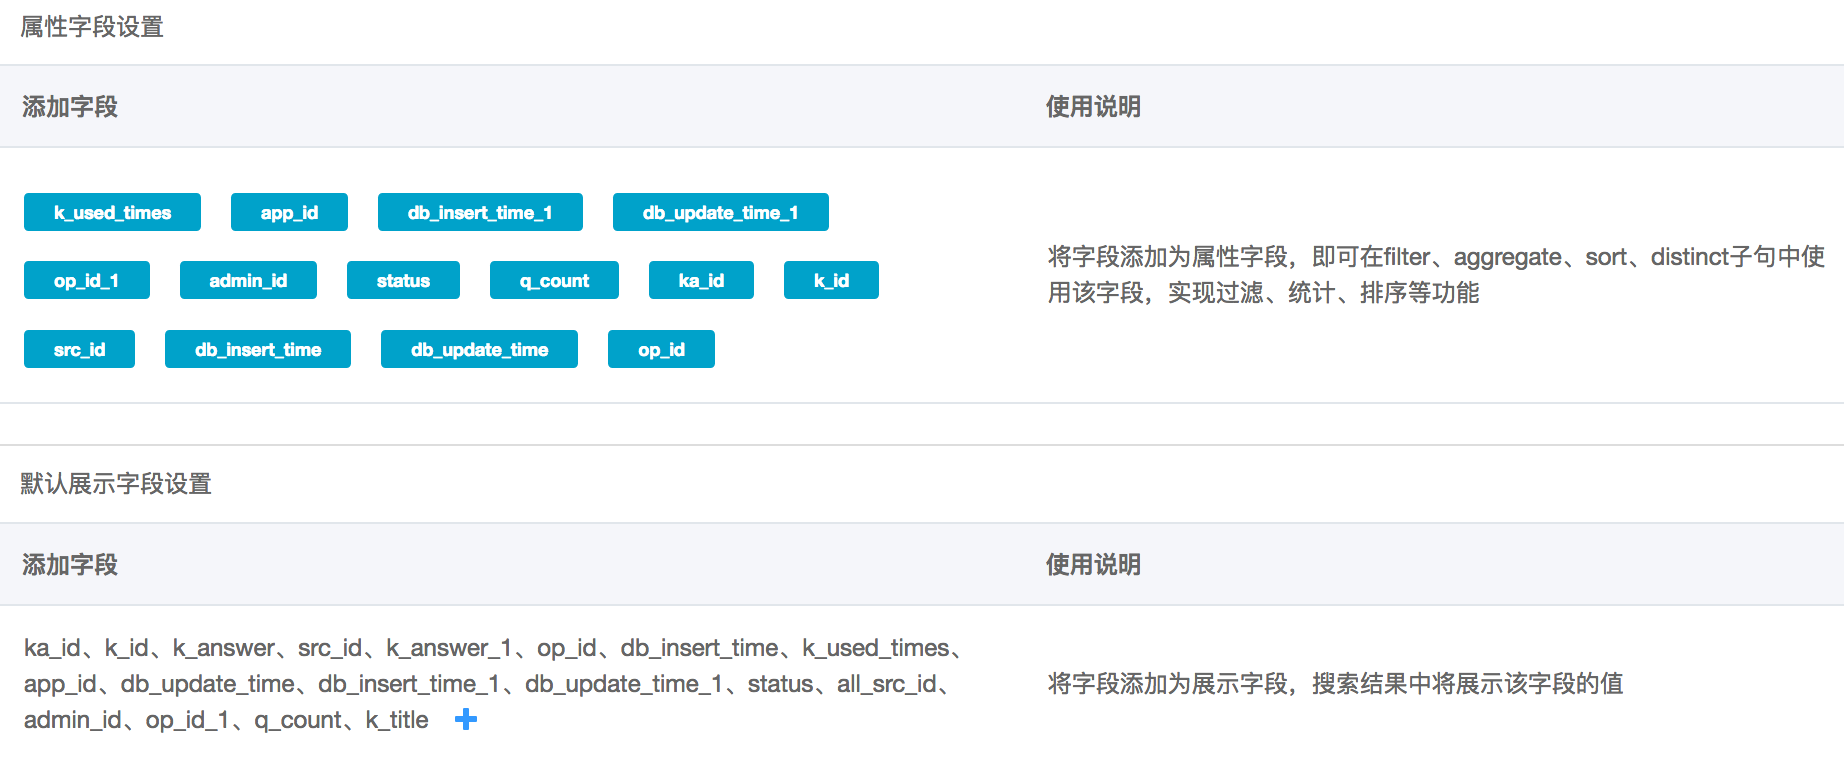 属性字段设置
添加字段 使用说明
k_used_times app_id db_insert_time_1 db_update_time_1
op_id_1 admin_id status q_count ka_id k_id
src_id db_insert_time db_update_time op_id
将字段添加为属性字段，即可在filter、aggregate、sort、distinct子句中使
用该字段，实现过滤、统计、排序等功能
默认展示字段设置
添加字段 使用说明
ka_id、k_id、k_answer、src_id、k_answer_1、op_id、db_insert_time、k_used_times、
app_id、db_update_time、db_insert_time_1、db_update_time_1、status、all_src_id、
admin_id、op_id_1、q_count、k_title
将字段添加为展示字段，搜索结果中将展示该字段的值